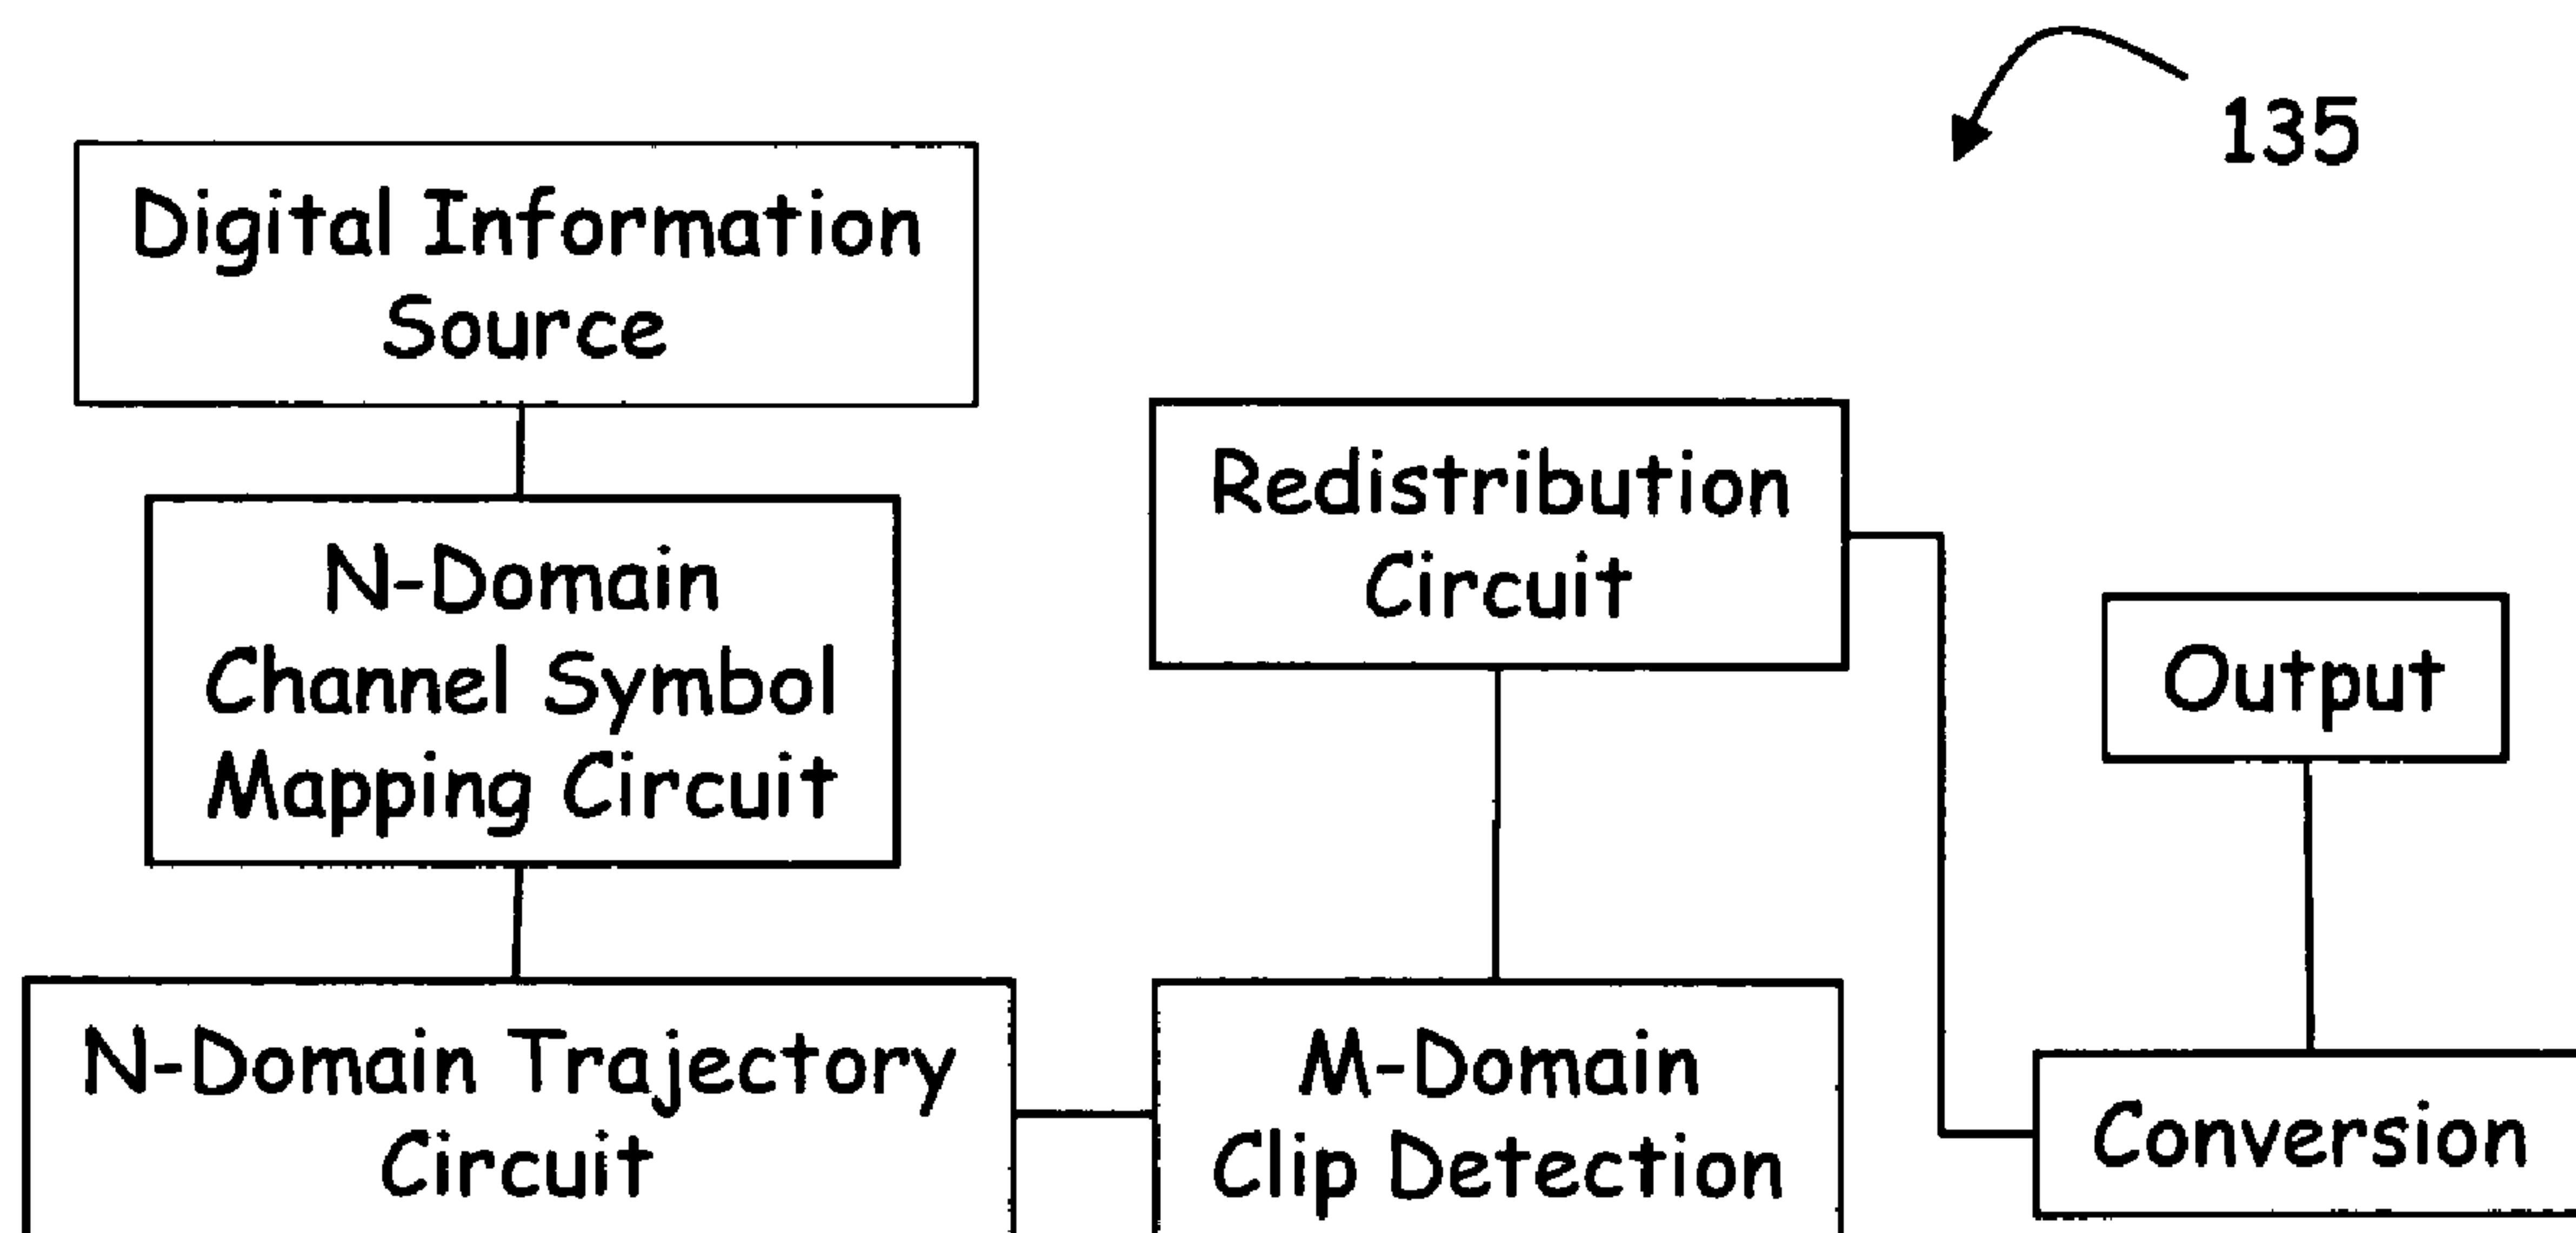 135
Digital Information
Source
N-Domain
Channel Symbol
Mapping Circuit
N-Domain Trajectory
Circuit
Redistribution
Circuit
M-Domain
Clip Detection
Output
Conversion